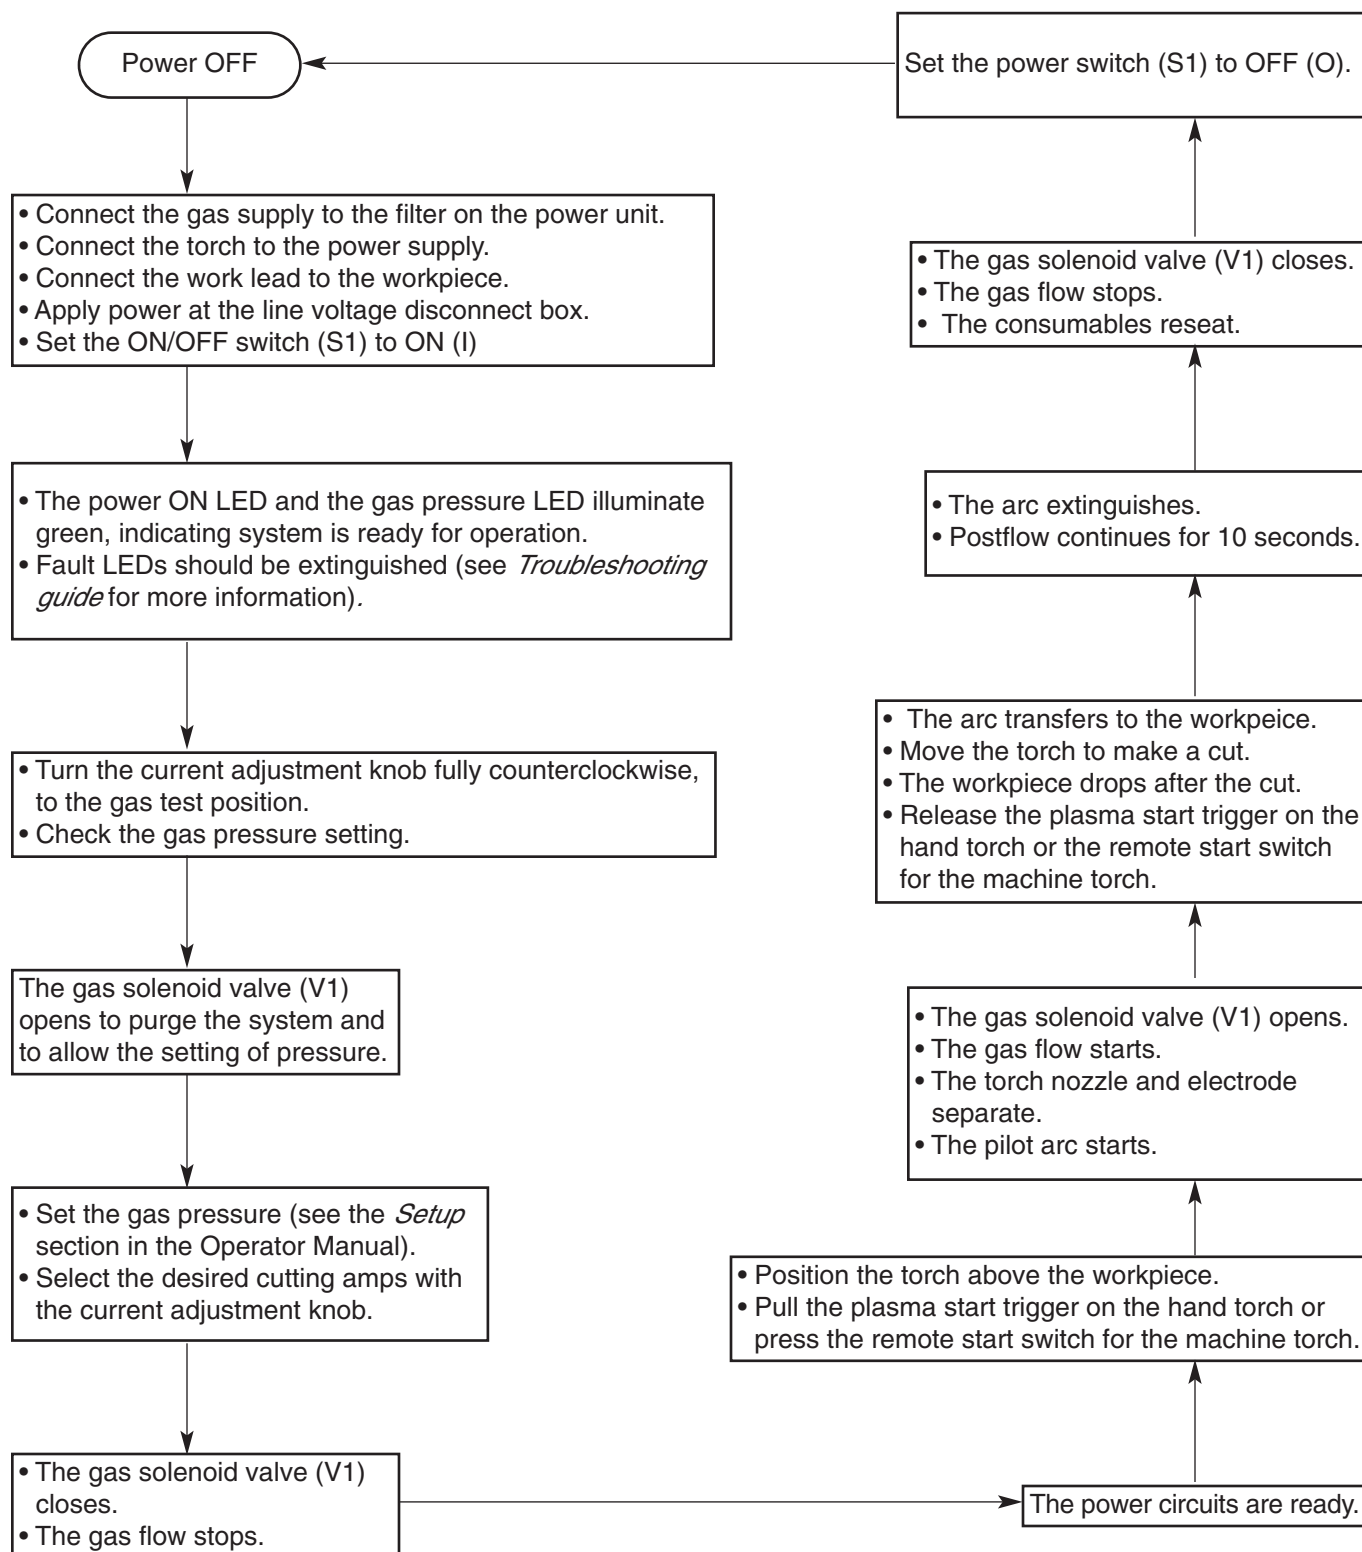 Power OFF
• Connect the gas supply to the filter on the power unit.
• Connect the torch to the power supply.
• Connect the work lead to the workpiece.
• Apply power at the line voltage disconnect box.
• Set the ON/OFF switch (S1) to ON (I)
• The power ON LED and the gas pressure LED illuminate
green, indicating system is ready for operation.
• Fault LEDs should be extinguished (see Troubleshooting
guide for more information).
• Turn the current adjustment knob fully counterclockwise,
to the gas test position.
• Check the gas pressure setting.
The gas solenoid valve (V1)
opens to purge the system and
to allow the setting of pressure.
• Set the gas pressure (see the Setup
section in the Operator Manual).
• Select the desired cutting amps with
the current adjustment knob.
• The gas solenoid valve (V1)
closes.
• The gas flow stops.
The power circuits are ready.
• Position the torch above the workpiece.
• Pull the plasma start trigger on the hand torch or
press the remote start switch for the machine torch.
• The gas solenoid valve (V1) opens.
• The gas flow starts.
• The torch nozzle and electrode
separate.
• The pilot arc starts.
• The arc transfers to the workpeice.
• Move the torch to make a cut.
• The workpiece drops after the cut.
• Release the plasma start trigger on the
hand torch or the remote start switch
for the machine torch.
• The arc extinguishes.
• Postflow continues for 10 seconds.
• The gas solenoid valve (V1) closes.
• The gas flow stops.
• The consumables reseat.
Set the power switch (S1) to OFF (O).